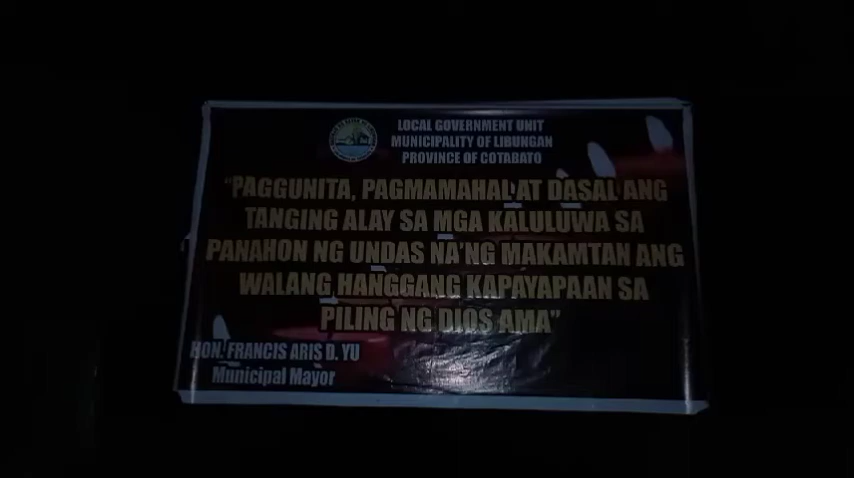 LOCAL GOVERNMENT UNIT
MUNICIPALITY OF LIBUNGAN
PROVINCE OF COTABATO
“PAGGUNITA, PAGMAMAHAL AT DASAL ANG
TANGING ALAY SA MGA KALULUWA SA
PANAHON NG UNDAS NA’NG MAKAMTAN ANG
WALANG HANGGANG KAPAYAPAAN SA
PILING NG DIOS AMA”
HON. FRANCIS ARIS D. YU
Municipal Mayor